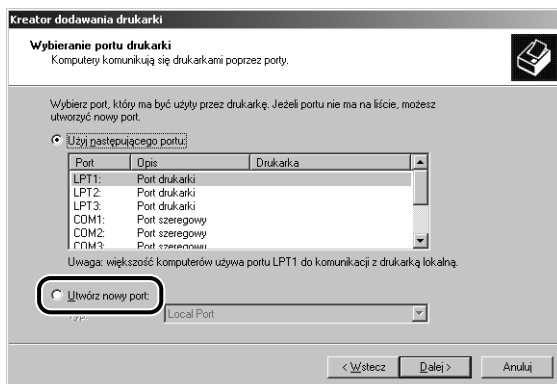 Kreator dodawania drukarki
Wybieranie portu drukarki
Komputery komunikują się drukarkami poprzez porty.
Wybierz port, który ma być użyty przez drukarkę. Jeżeli portu nie ma na liście, możesz
utworzyć nowy port.
Użyj następującego portu:
Port Opis Drukarka
LPT1: Port drukarki
LPT2: Port drukarki
LPT3: Port drukarki
COM1: Port szeregowy
COM2: Port szeregowy
COM3: Port szeregowy
Uwaga: większość komputerów używa portu LPT1 do komunikacji z drukarką lokalną.
Utwórz nowy port:
Local Port
< Wstecz Dalej > Anuluj